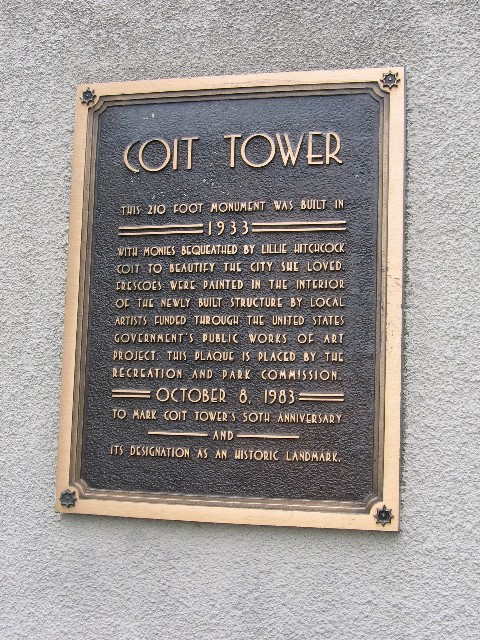 COIT TOWER
THIS 210 FOOT MONUMENT WAS BUILT IN
1933
WITH MONIES BEQUEATHED BY LILLIE HITCHCOCK
COIT TO BEAUTIFY THE CITY SHE LOVED.
FRESCOES WERE PAINTED IN THE INTERIOR
OF THE NEWLY BUILT STRUCTURE BY LOCAL
ARTISTS FUNDED THROUGH THE UNITED STATES
GOVERNMENT'S PUBLIC WORKS OF ART
PROJECT. THIS PLAQUE IS PLACED BY THE
RECREATION AND PARK COMMISSION.
OCTOBER 8, 1983
TO MARK COIT TOWER'S 50TH ANNIVERSARY
AND
ITS DESIGNATION AS AN HISTORIC LANDMARK.